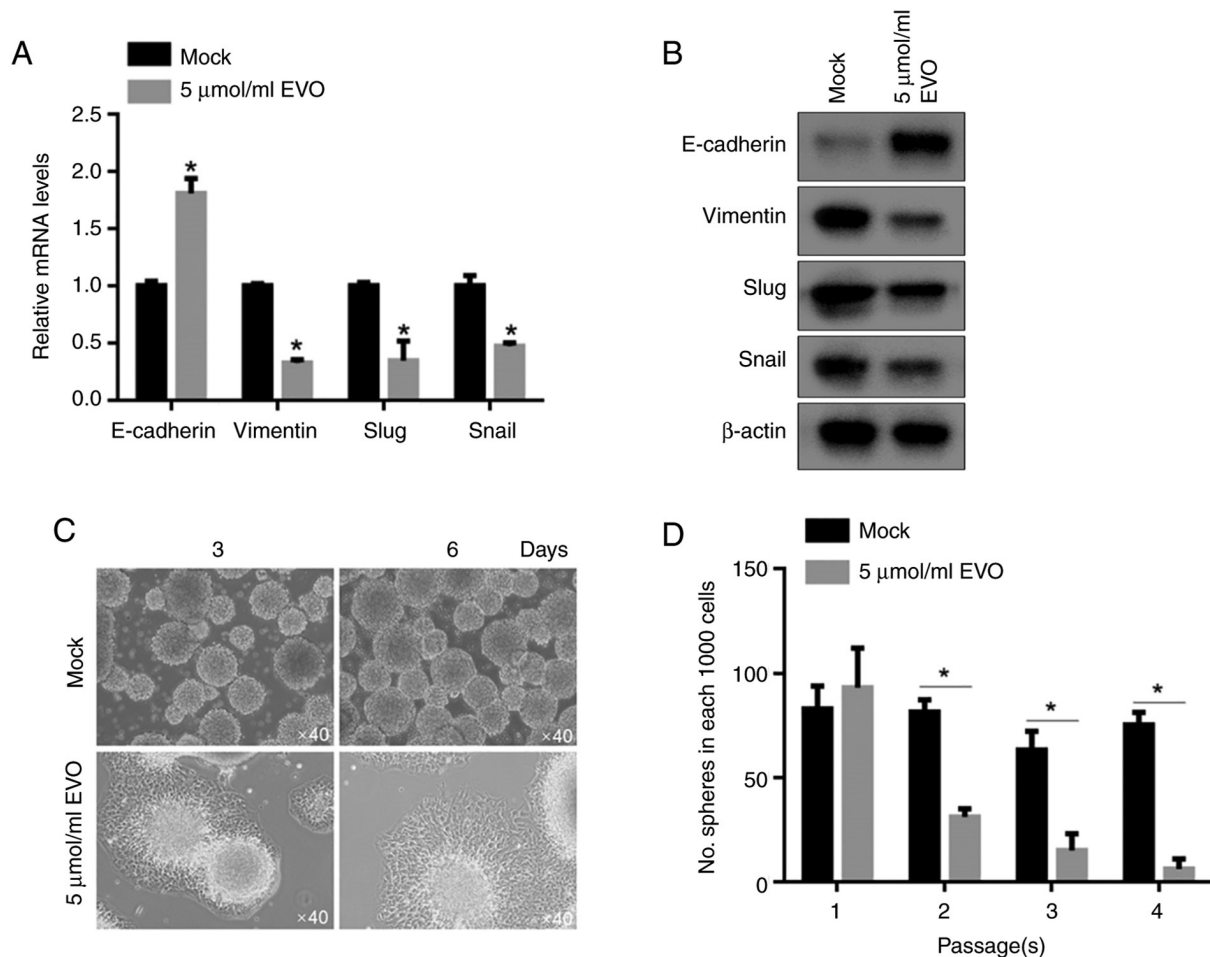 A
Mock
5 μmol/ml EVO
Relative mRNA levels
2.5
2.0
1.5
1.0
0.5
0.0
*
*
*
*
E-cadherin Vimentin Slug Snail
B
Mock
5 μmol/ml
EVO
E-cadherin
Vimentin
Slug
Snail
β-actin
C
3 6 Days
Mock
×40 ×40
5 μmol/ml EVO
×40 ×40
D
Mock
5 μmol/ml EVO
No. spheres in each 1000 cells
150
100
50
0
*
*
*
1 2 3 4
Passage(s)